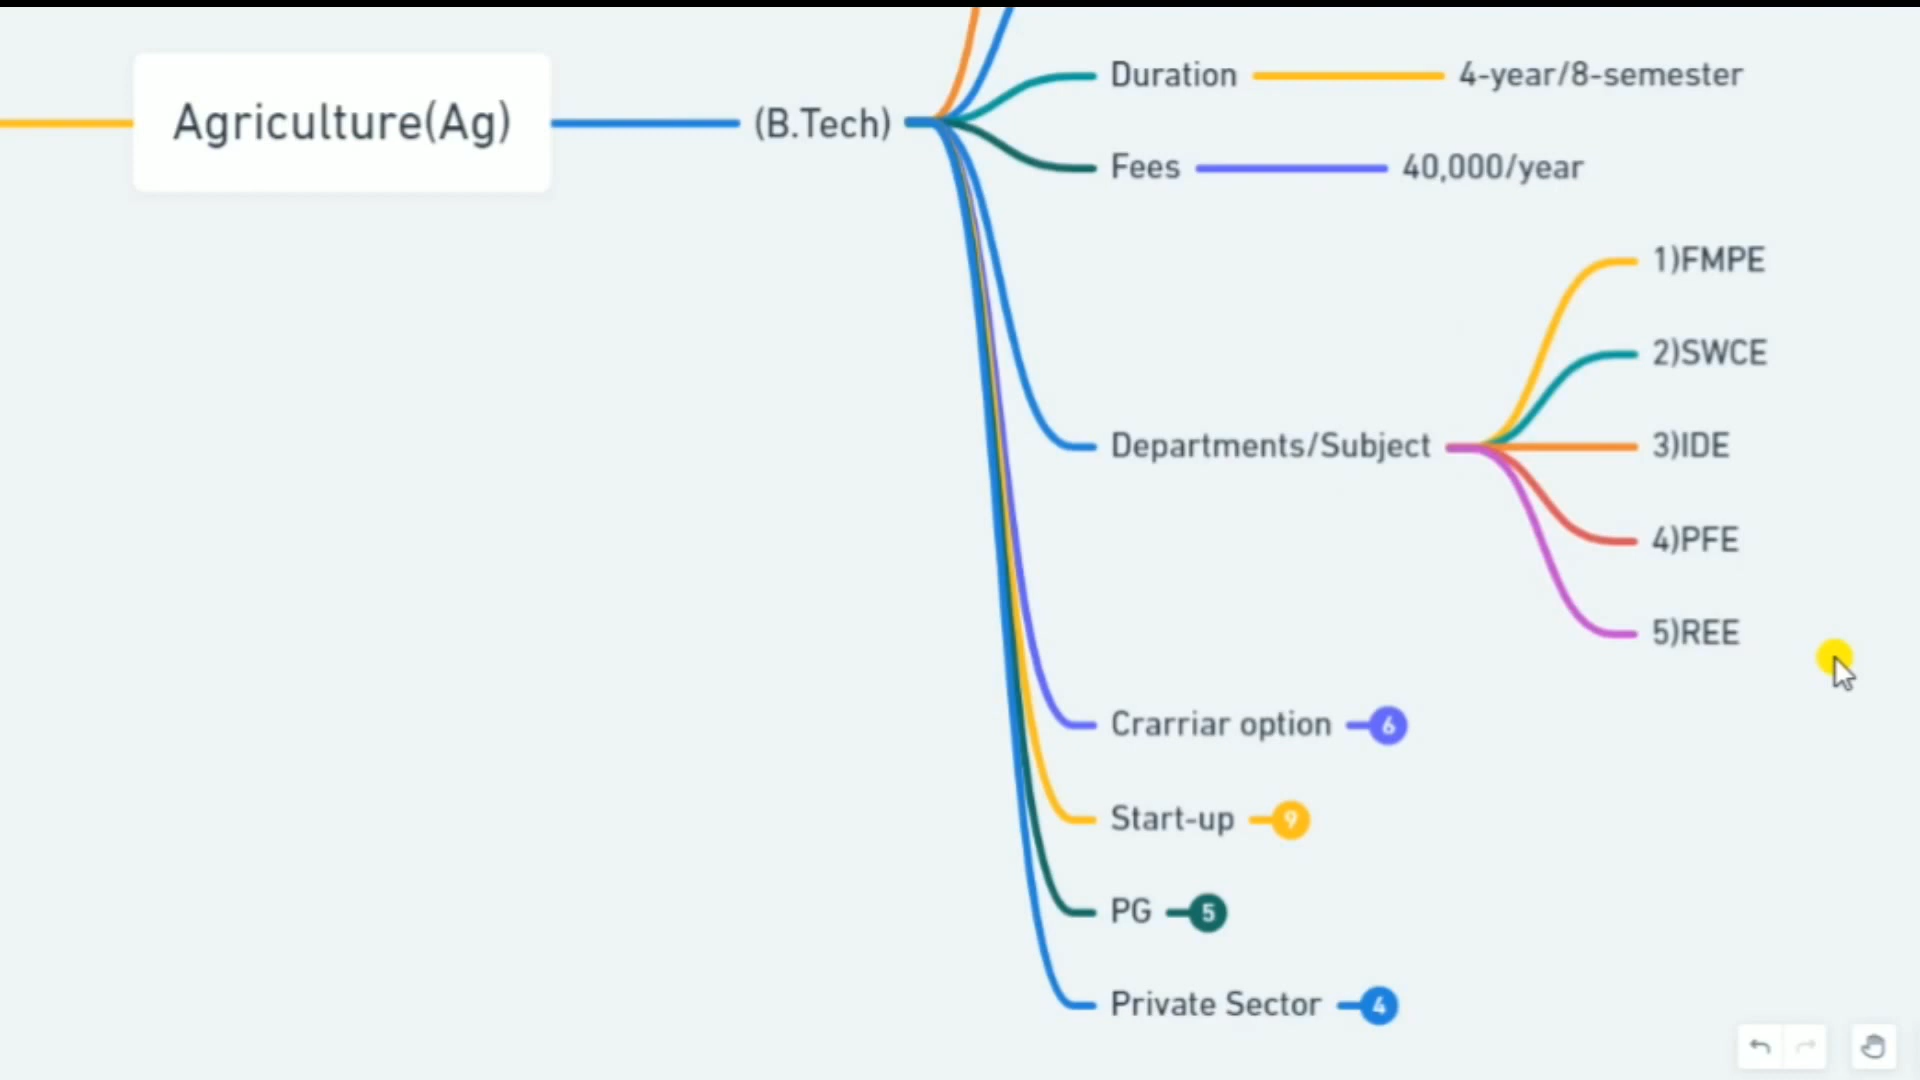 Agriculture(Ag)
(B.Tech)
Duration
4-year/8-semester
Fees
40,000/year
Departments/Subject
1)FMPE
2)SWCE
3)IDE
4)PFE
5)REE
Crarriar option
6
Start-up
9
PG
5
Private Sector
4